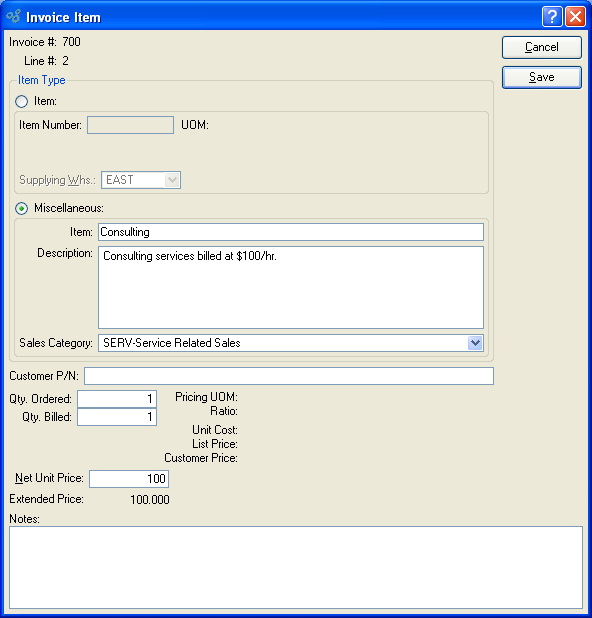 Invoice Item
Invoice #: 700
Cancel
Line #: 2
Save
Item Type
Item:
Item Number: UOM:
Supplying Whs.: EAST
Miscellaneous:
Item: Consulting
Description: Consulting services billed at $100/hr.
Sales Category: SERV-Service Related Sales
Customer P/N:
Qty. Ordered: 1 Pricing UOM:
Ratio:
Qty. Billed: 1
Unit Cost:
List Price:
Customer Price:
Net Unit Price: 100
Extended Price: 100.000
Notes: